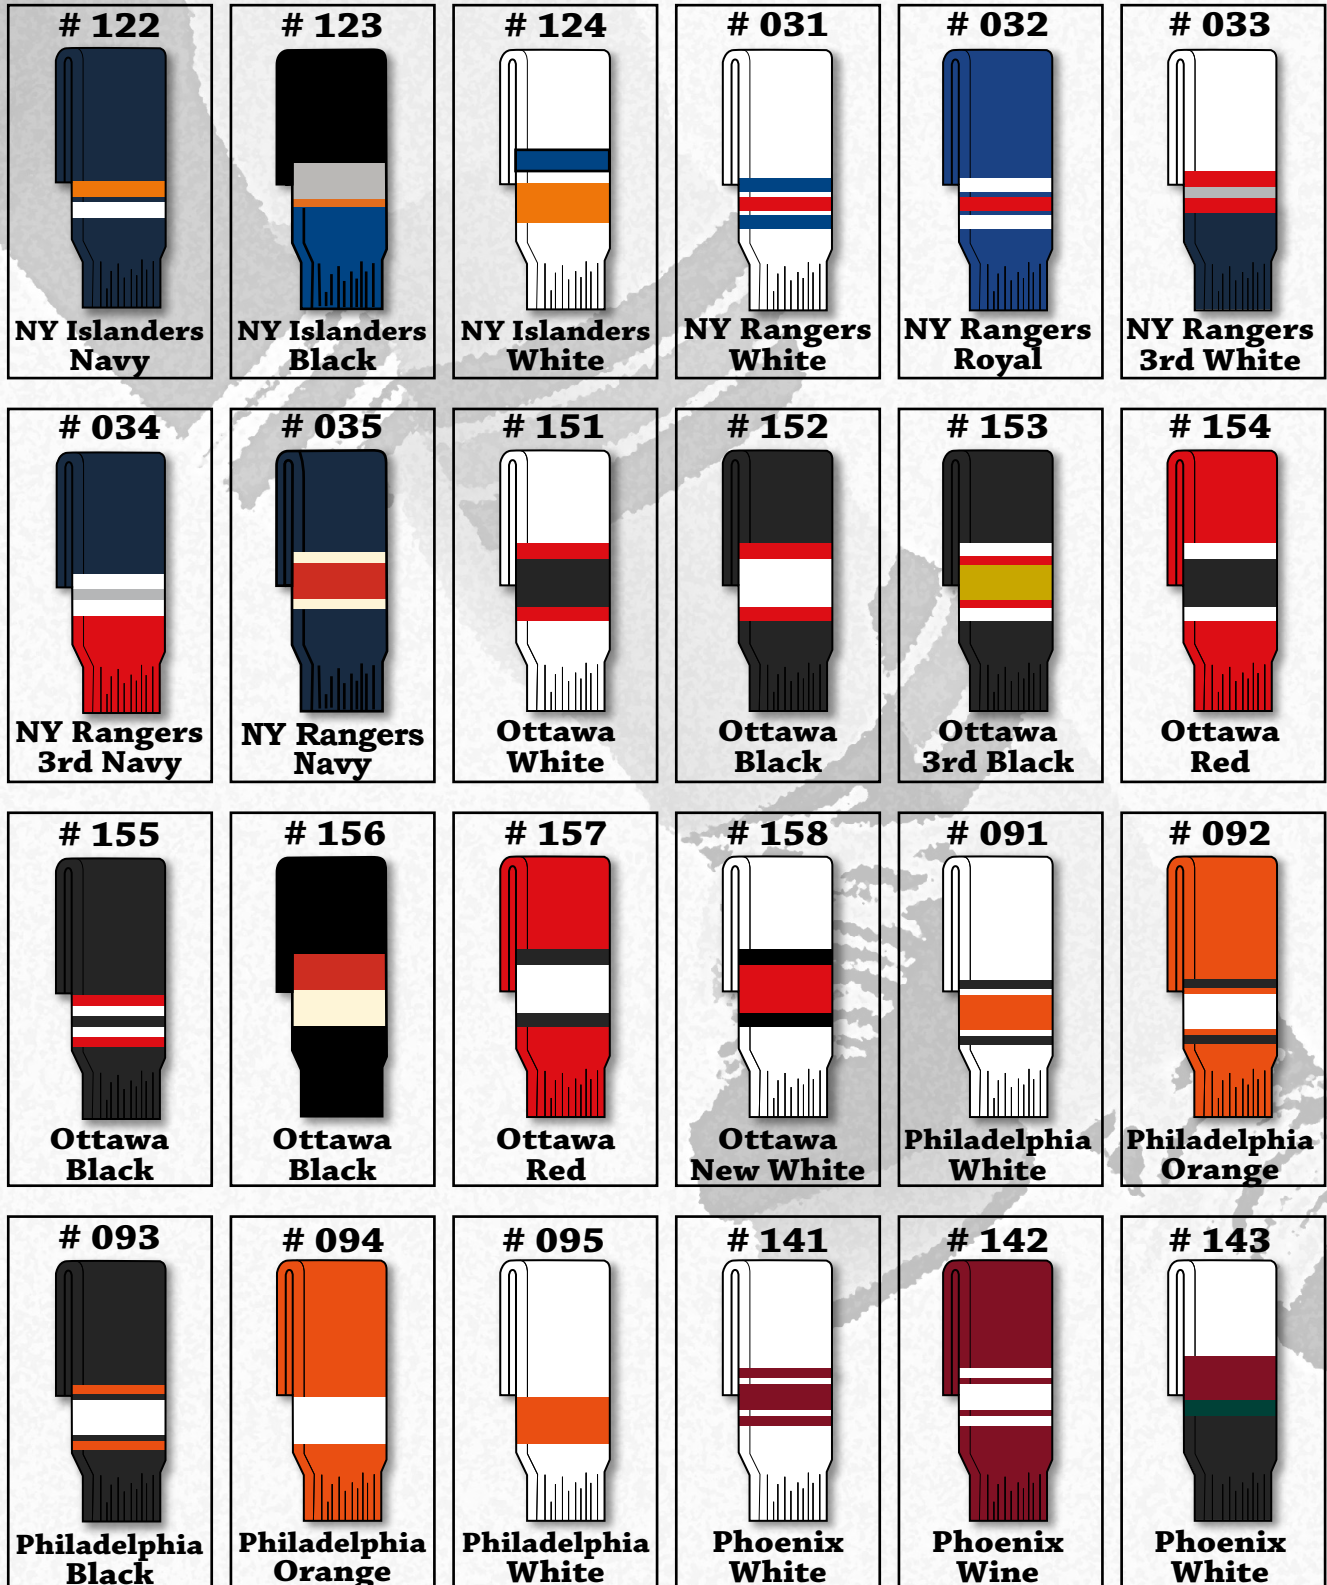 # 122
NY Islanders
Navy
# 123
NY Islanders
Black
# 124
NY Islanders
White
# 031
NY Rangers
White
# 032
NY Rangers
Royal
# 033
NY Rangers
3rd White
# 034
NY Rangers
3rd Navy
# 035
NY Rangers
Navy
# 151
Ottawa
White
# 152
Ottawa
Black
# 153
Ottawa
3rd Black
# 154
Ottawa
Red
# 155
Ottawa
Black
# 156
Ottawa
Black
# 157
Ottawa
Red
# 158
Ottawa
New White
# 091
Philadelphia
White
# 092
Philadelphia
Orange
# 093
Philadelphia
Black
# 094
Philadelphia
Orange
# 095
Philadelphia
White
# 141
Phoenix
White
# 142
Phoenix
Wine
# 143
Phoenix
White